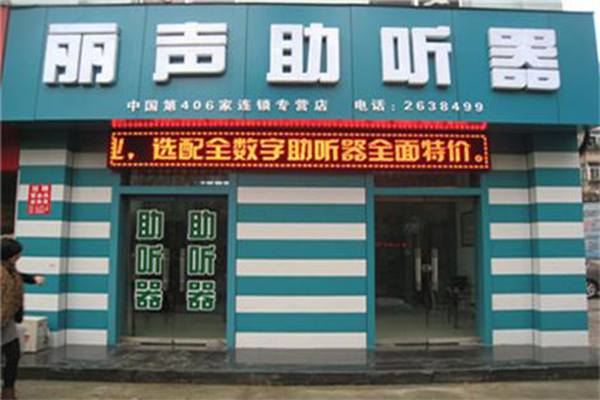 丽声助听器
中国第406家连锁专营店 电话:2638499
，选配全数字助听器全面特价。
助听器
助听器